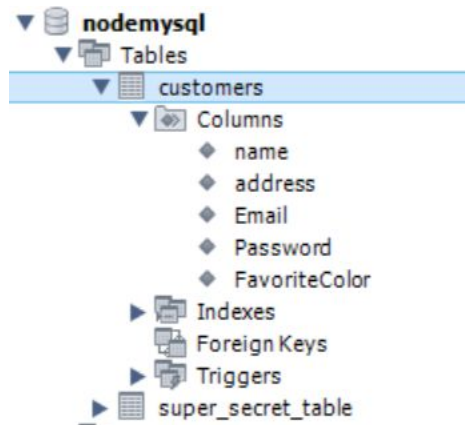 nodemysql
Tables
customers
Columns
name
address
Email
Password
FavoriteColor
Indexes
Foreign Keys
Triggers
super_secret_table